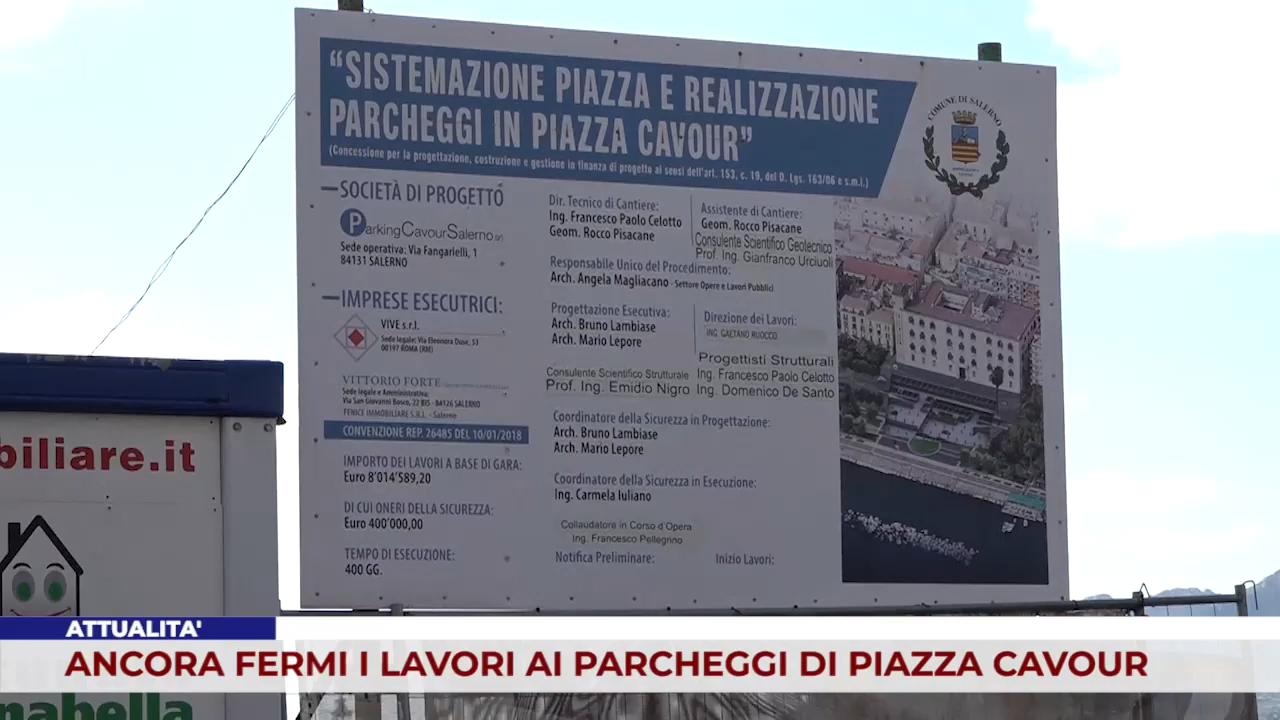 “SISTEMAZIONE PIAZZA E REALIZZAZIONE
PARCHEGGI IN PIAZZA CAVOUR”
(Concessione per la progettazione, costruzione e gestione in finanza di progetto ai sensi dell'art. 153, c. 19, del D. Lgs. 163/06 e s.m.i.)
COMUNE DI SALERNO
SOCIETÀ DI PROGETTO
ParkingCavourSalerno srl
Sede operativa: Via Fangarielli, 1
84131 SALERNO
IMPRESE ESECUTRICI:
VIVE s.r.l.
Sede legale: Via Eleonora Duse, 53
00197 ROMA (RM)
VITTORIO FORTE
Sede legale e Amministrativa:
Via San Giovanni Bosco, 22 BIS - 84126 SALERNO
FENICE IMMOBILIARE S.R.L. - Salerno
CONVENZIONE REP. 26485 DEL 10/01/2018
IMPORTO DEI LAVORI A BASE DI GARA:
Euro 8'014'589,20
DI CUI ONERI DELLA SICUREZZA:
Euro 400'000,00
TEMPO DI ESECUZIONE:
400 GG.
Dir. Tecnico di Cantiere:
Ing. Francesco Paolo Celotto
Geom. Rocco Pisacane
Assistente di Cantiere:
Geom. Rocco Pisacane
Consulente Scientifico Geotecnico
Prof. Ing. Gianfranco Urciuoli
Responsabile Unico del Procedimento:
Arch. Angela Magliacano - Settore Opere e Lavori Pubblici
Progettazione Esecutiva:
Arch. Bruno Lambiase
Arch. Mario Lepore
Direzione dei Lavori:
ING. GAETANO RUOCCO
Consulente Scientifico Strutturale
Prof. Ing. Emidio Nigro
Progettisti Strutturali
Ing. Francesco Paolo Celotto
Ing. Domenico De Santo
Coordinatore della Sicurezza in Progettazione:
Arch. Bruno Lambiase
Arch. Mario Lepore
Coordinatore della Sicurezza in Esecuzione:
Ing. Carmela Iuliano
Collaudatore in Corso d'Opera
Ing. Francesco Pellegrino
Notifica Preliminare:
Inizio Lavori:
biliare.it
ATTUALITA'
ANCORA FERMI I LAVORI AI PARCHEGGI DI PIAZZA CAVOUR
nabella